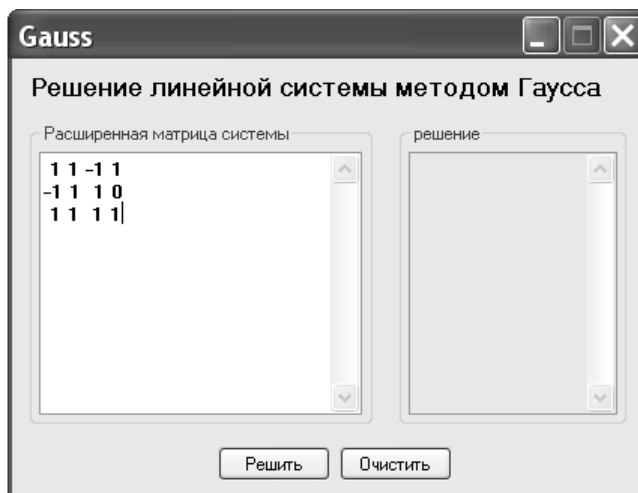 Gauss
Решение линейной системы методом Гаусса
Расширенная матрица системы
решение
1 1 -1 1
-1 1 1 0
1 1 1 1
Решить
Очистить